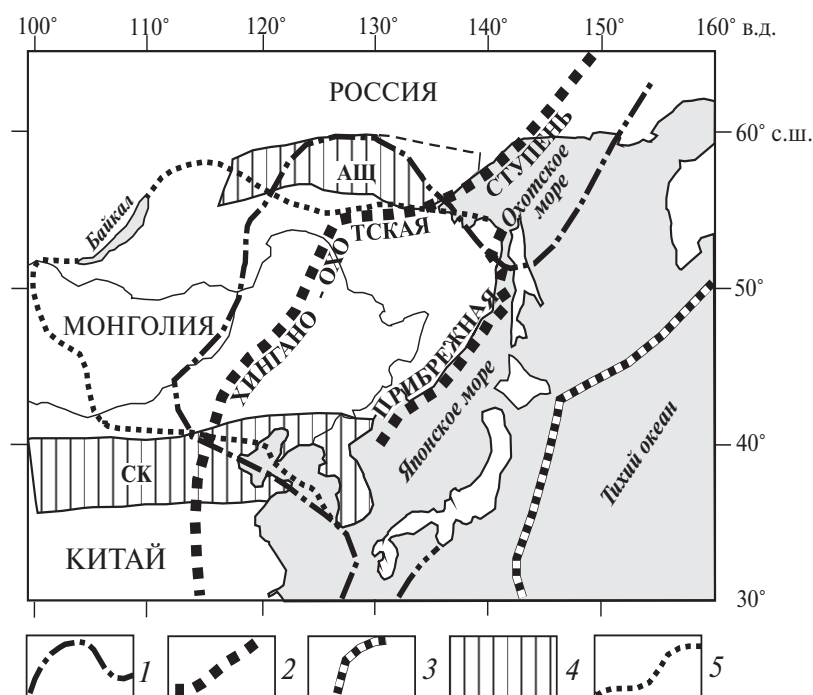 100° 110° 120° 130° 140° 150° 160° в.д.
РОССИЯ
60° с.ш.
СТУПЕНЬ
АЩ
Охотское
море
Байкал
ТСКАЯ
ХИНГАНО - ОХО
50°
МОНГОЛИЯ
ПРИБРЕЖНАЯ
Японское море
Тихий океан
40°
СК
КИТАЙ
30°
1 2 3 4 5